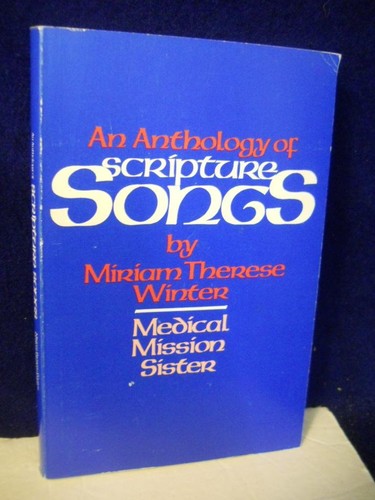 An Anthology of
Scripture
Songs
by
Miriam Therese
Winter
Medical
Mission
Sister